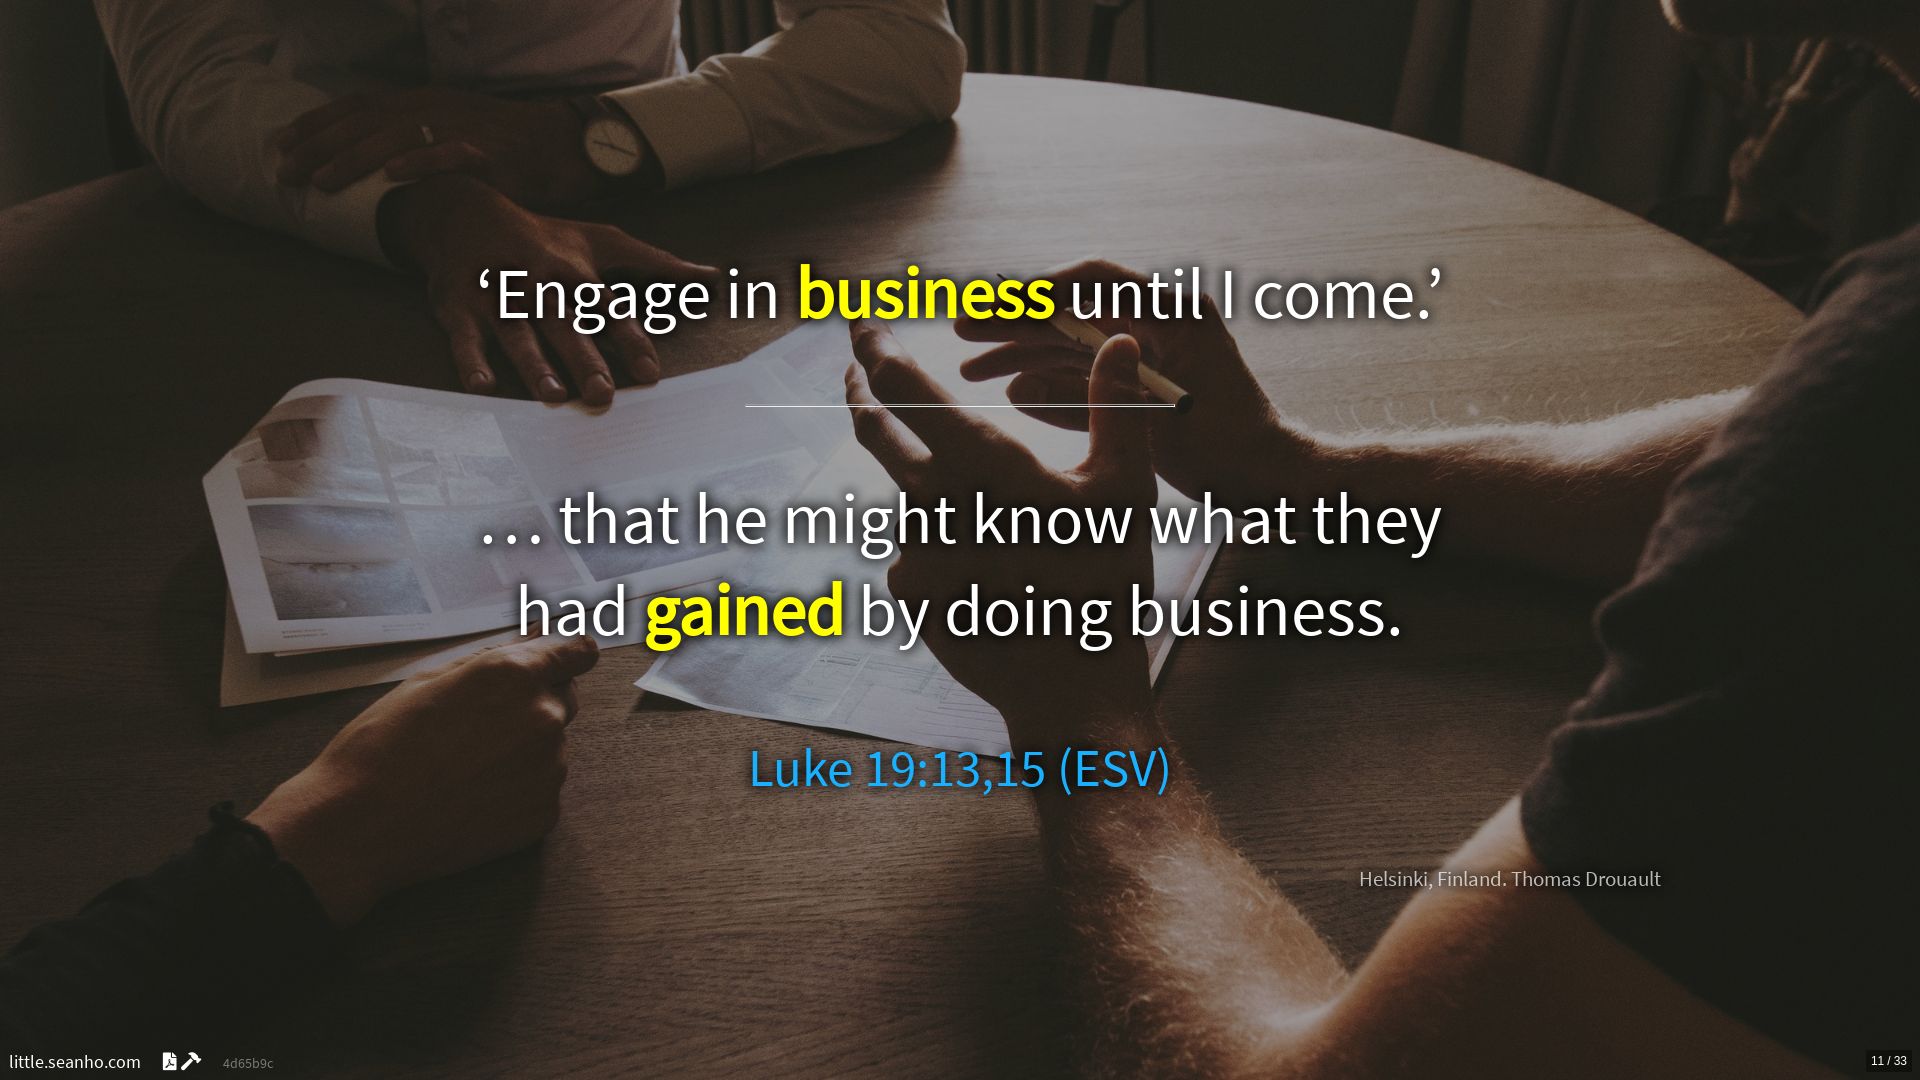 ‘Engage in business until I come.’
… that he might know what they
had gained by doing business.
Luke 19:13,15 (ESV)
Helsinki, Finland. Thomas Drouault
little.seanho.com
4d65b9c
11 / 33